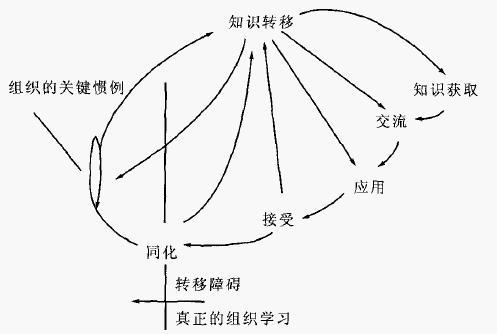 知识转移
组织的关键惯例
知识获取
交流
应用
接受
同化
转移障碍
真正的组织学习